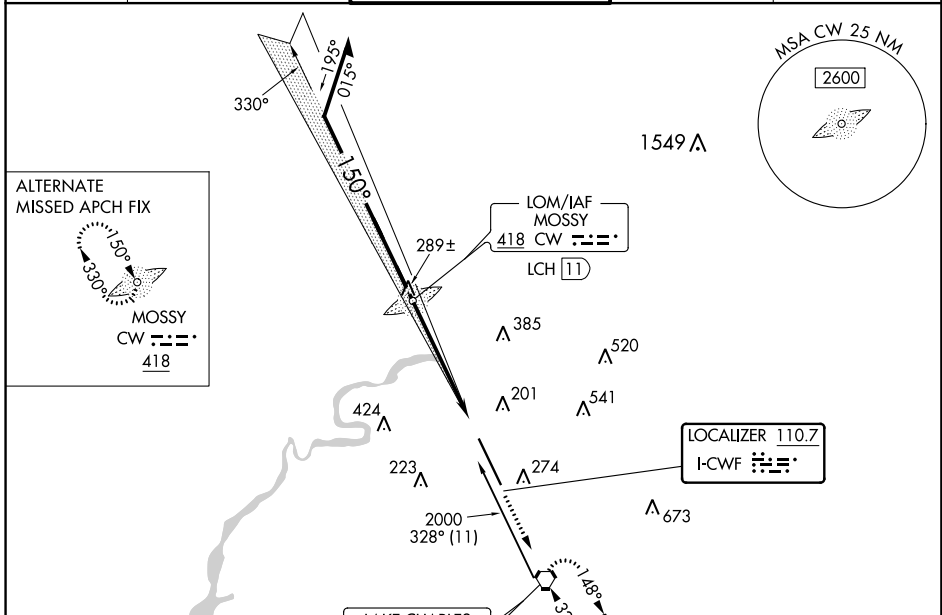 MSA CW 25 NM
2600
195°
015°
330°
150°
1549
ALTERNATE
MISSED APCH FIX
150°
330°
MOSSY
CW
418
LOM/IAF
MOSSY
418 CW
LCH 11
289±
385
520
201
541
424
223
274
LOCALIZER 110.7
I-CWF
673
2000
328° (11)
148°